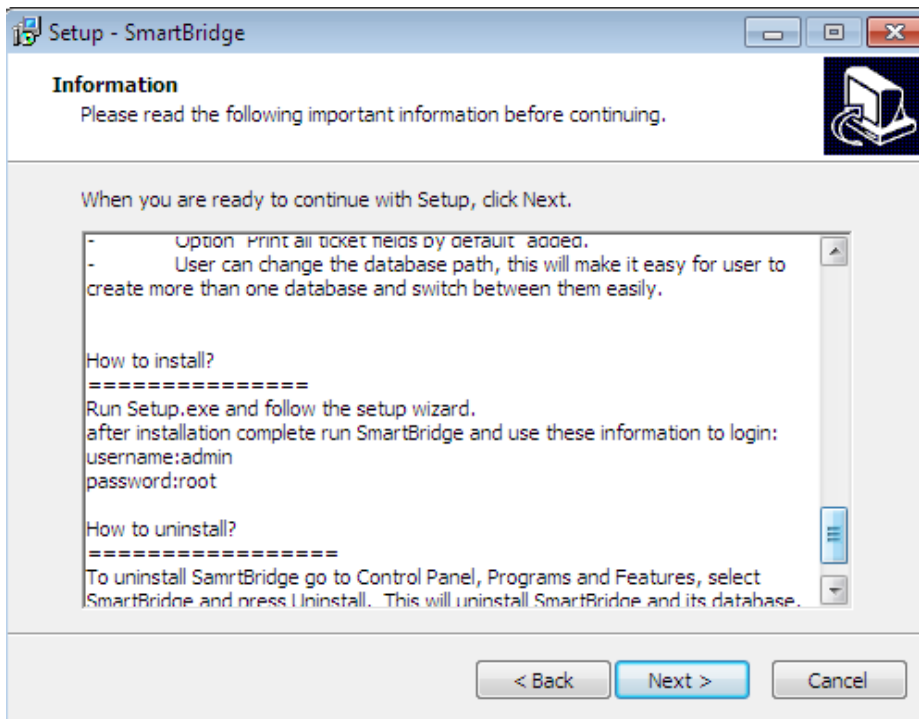 Setup - SmartBridge
Information
Please read the following important information before continuing.
When you are ready to continue with Setup, click Next.
- Option Print all ticket fields by default added.
- User can change the database path, this will make it easy for user to
create more than one database and switch between them easily.
How to install?
===============
Run Setup.exe and follow the setup wizard.
after installation complete run SmartBridge and use these information to login:
username:admin
password:root
How to uninstall?
=================
To uninstall SamrtBridge go to Control Panel, Programs and Features, select
SmartBridge and press Uninstall. This will uninstall SmartBridge and its database.
< Back
Next >
Cancel